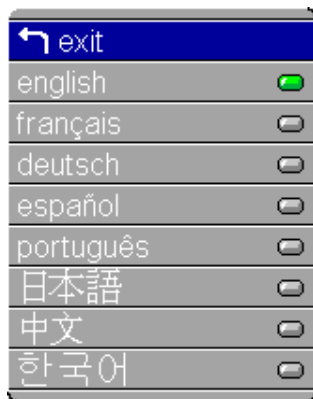 exit
english
français
deutsch
español
português
日本語
中文
한국어